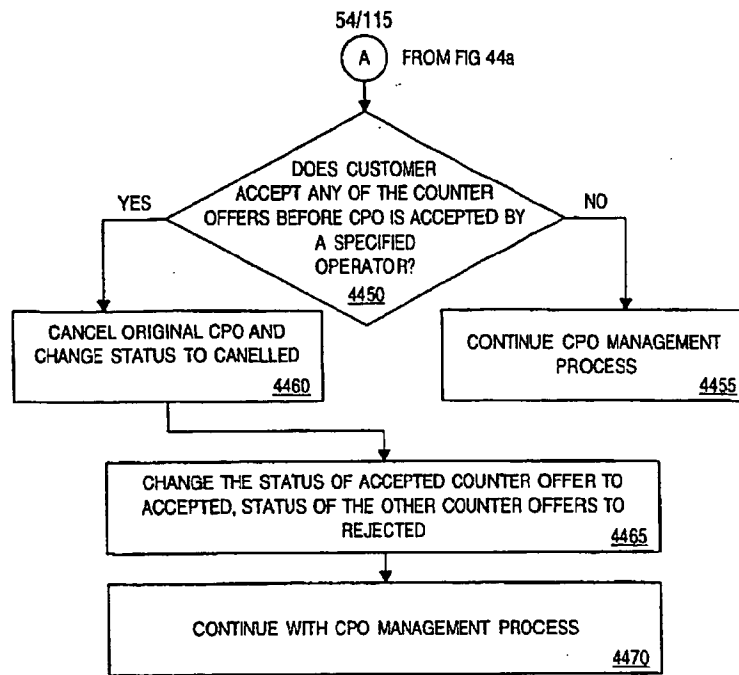 54/115
A FROM FIG 44a
DOES CUSTOMER
ACCEPT ANY OF THE COUNTER
OFFERS BEFORE CPO IS ACCEPTED BY
A SPECIFIED
OPERATOR?
4450
YES
NO
CANCEL ORIGINAL CPO AND
CHANGE STATUS TO CANELLED
4460
CONTINUE CPO MANAGEMENT
PROCESS
4455
CHANGE THE STATUS OF ACCEPTED COUNTER OFFER TO
ACCEPTED, STATUS OF THE OTHER COUNTER OFFERS TO
REJECTED
4465
CONTINUE WITH CPO MANAGEMENT PROCESS
4470